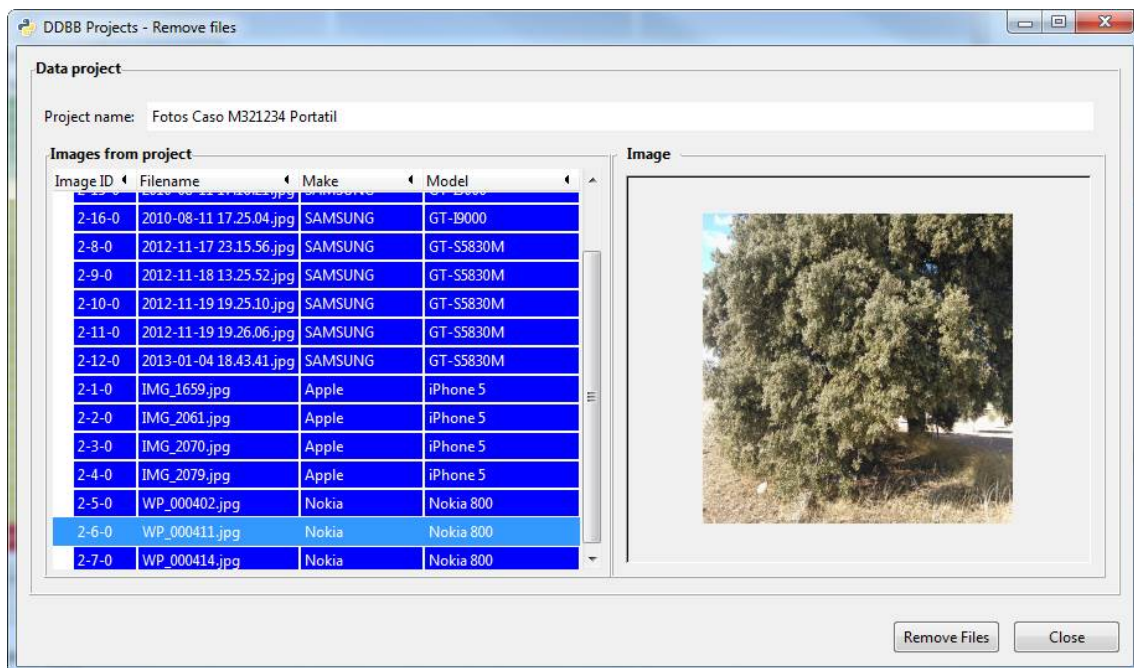 DDBB Projects - Remove files
Data project
Project name: Fotos Caso M321234 Portatil
Images from project
Image
Image ID Filename Make Model
2-16-0 2010-08-11 17.25.04.jpg SAMSUNG GT-I9000
2-8-0 2012-11-17 23.15.56.jpg SAMSUNG GT-S5830M
2-9-0 2012-11-18 13.25.52.jpg SAMSUNG GT-S5830M
2-10-0 2012-11-19 19.25.10.jpg SAMSUNG GT-S5830M
2-11-0 2012-11-19 19.26.06.jpg SAMSUNG GT-S5830M
2-12-0 2013-01-04 18.43.41.jpg SAMSUNG GT-S5830M
2-1-0 IMG_1659.jpg Apple iPhone 5
2-2-0 IMG_2061.jpg Apple iPhone 5
2-3-0 IMG_2070.jpg Apple iPhone 5
2-4-0 IMG_2079.jpg Apple iPhone 5
2-5-0 WP_000402.jpg Nokia Nokia 800
2-6-0 WP_000411.jpg Nokia Nokia 800
2-7-0 WP_000414.jpg Nokia Nokia 800
Remove Files Close